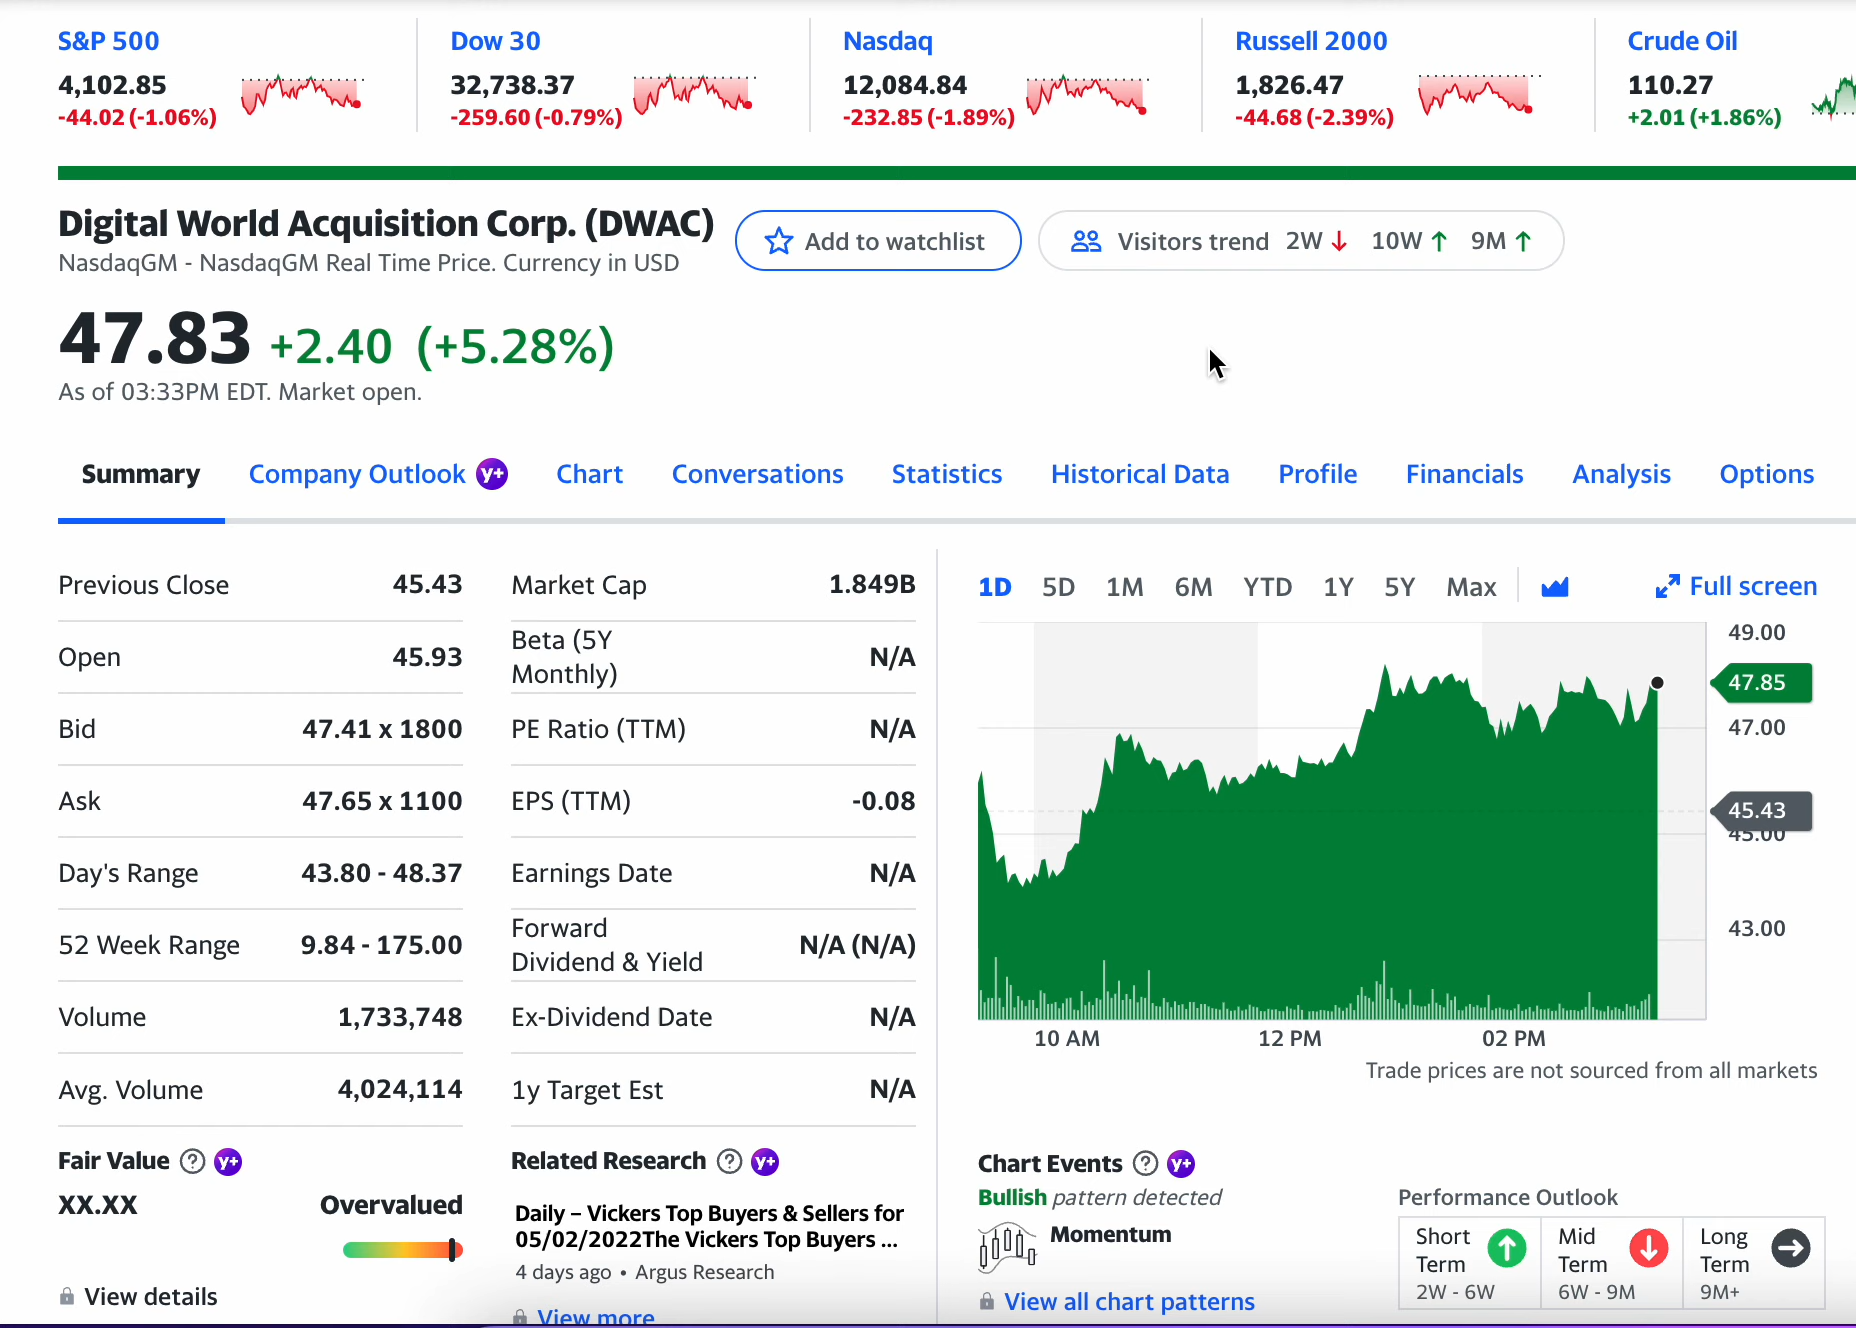 S&P 500
4,102.85
-44.02 (-1.06%)
Dow 30
32,738.37
-259.60 (-0.79%)
Nasdaq
12,084.84
-232.85 (-1.89%)
Russell 2000
1,826.47
-44.68 (-2.39%)
Crude Oil
110.27
+2.01 (+1.86%)
Digital World Acquisition Corp. (DWAC)
NasdaqGM - NasdaqGM Real Time Price. Currency in USD
Add to watchlist
Visitors trend 2W ↓ 10W ↑ 9M ↑
47.83 +2.40 (+5.28%)
As of 03:33PM EDT. Market open.
Summary Company Outlook y+ Chart Conversations Statistics Historical Data Profile Financials Analysis Options
Previous Close 45.43
Open 45.93
Bid 47.41 x 1800
Ask 47.65 x 1100
Day's Range 43.80 - 48.37
52 Week Range 9.84 - 175.00
Volume 1,733,748
Avg. Volume 4,024,114
Market Cap 1.849B
Beta (5Y
Monthly) N/A
PE Ratio (TTM) N/A
EPS (TTM) -0.08
Earnings Date N/A
Forward
Dividend & Yield N/A (N/A)
Ex-Dividend Date N/A
1y Target Est N/A
1D 5D 1M 6M YTD 1Y 5Y Max Full screen
49.00
47.85
47.00
45.43
45.00
43.00
10 AM 12 PM 02 PM
Trade prices are not sourced from all markets
Fair Value ? y+
XX.XX Overvalued
View details
Related Research ? y+
Daily – Vickers Top Buyers & Sellers for
05/02/2022The Vickers Top Buyers ...
4 days ago • Argus Research
View more
Chart Events ? y+
Bullish pattern detected
Momentum
View all chart patterns
Performance Outlook
Short
Term
2W - 6W
Mid
Term
6W - 9M
Long
Term
9M+